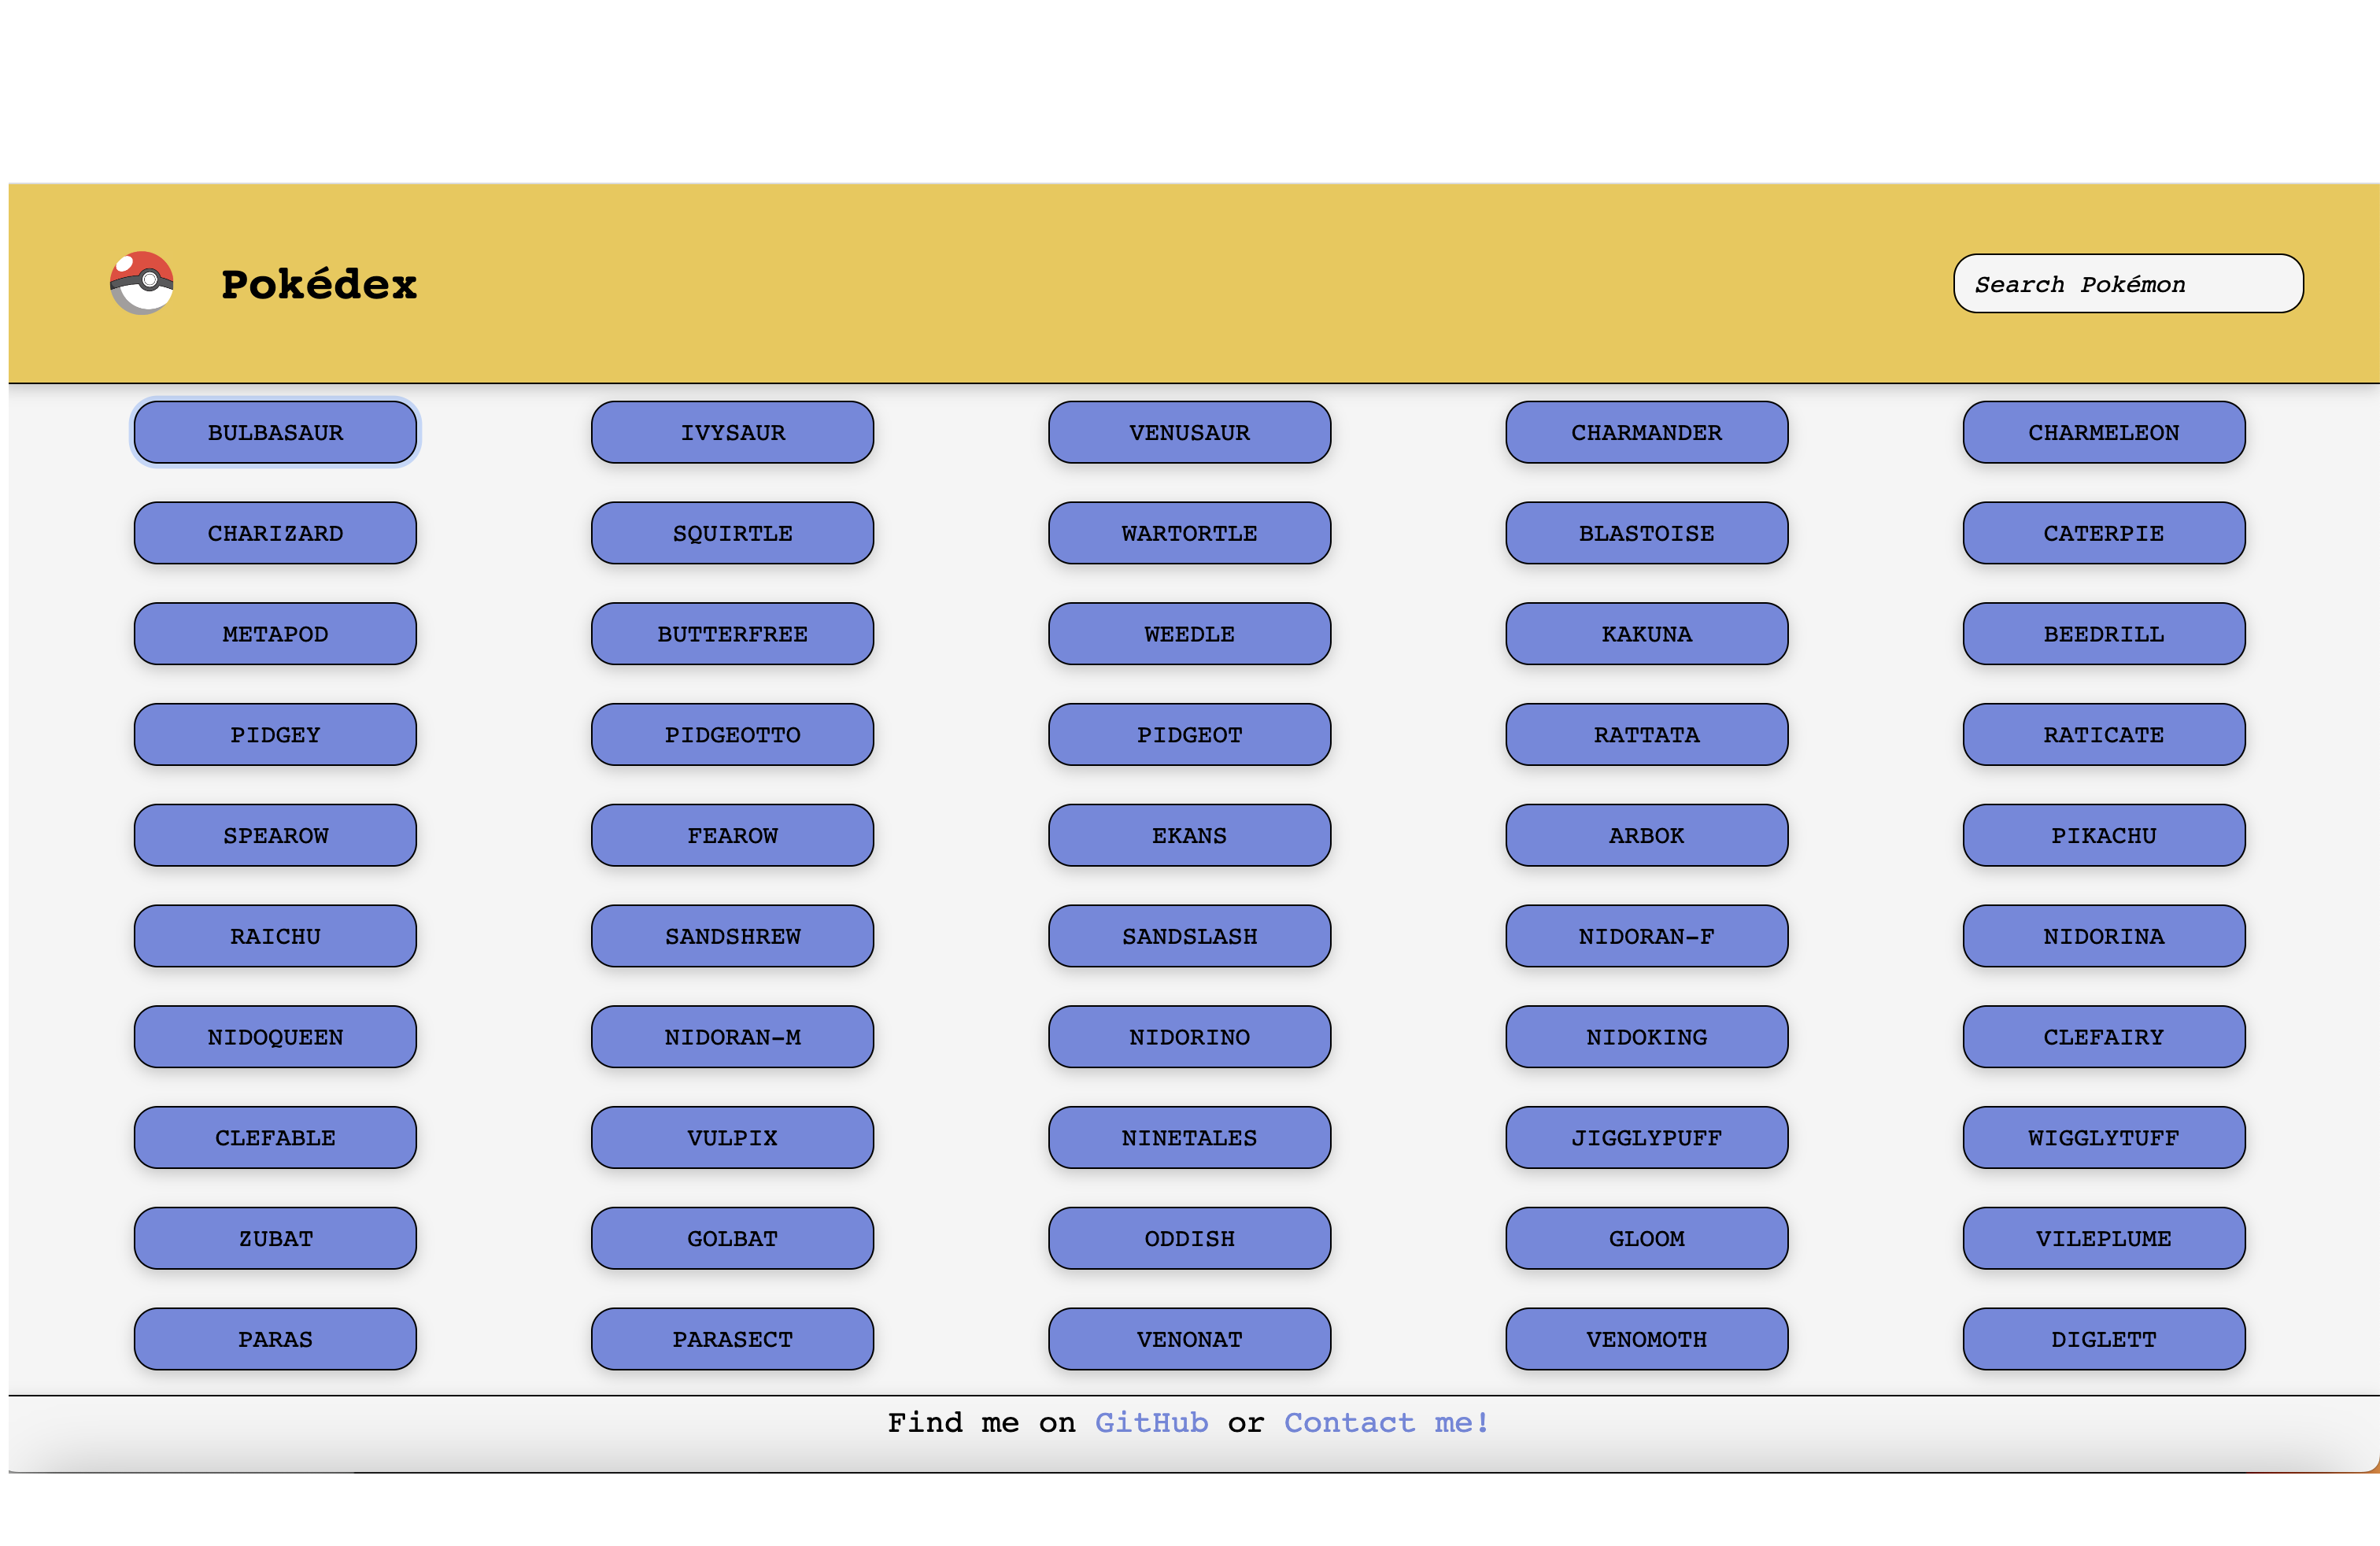 Pokédex
Search Pokémon
BULBASAUR IVYSAUR VENUSAUR CHARMANDER CHARMELEON
CHARIZARD SQUIRTLE WARTORTLE BLASTOISE CATERPIE
METAPOD BUTTERFREE WEEDLE KAKUNA BEEDRILL
PIDGEY PIDGEOTTO PIDGEOT RATTATA RATICATE
SPEAROW FEAROW EKANS ARBOK PIKACHU
RAICHU SANDSHREW SANDSLASH NIDORAN-F NIDORINA
NIDOQUEEN NIDORAN-M NIDORINO NIDOKING CLEFAIRY
CLEFABLE VULPIX NINETALES JIGGLYPUFF WIGGLYTUFF
ZUBAT GOLBAT ODDISH GLOOM VILEPLUME
PARAS PARASECT VENONAT VENOMOTH DIGLETT
Find me on GitHub or Contact me!